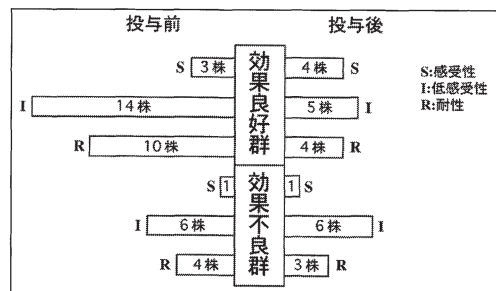 投与前 投与後
効果良好群
S 3株 4株 S
I 14株 5株 I
R 10株 4株 R
効果不良群
S 1 1 S
I 6株 6株 I
R 4株 3株 R
S:感受性
I:低感受性
R:耐性